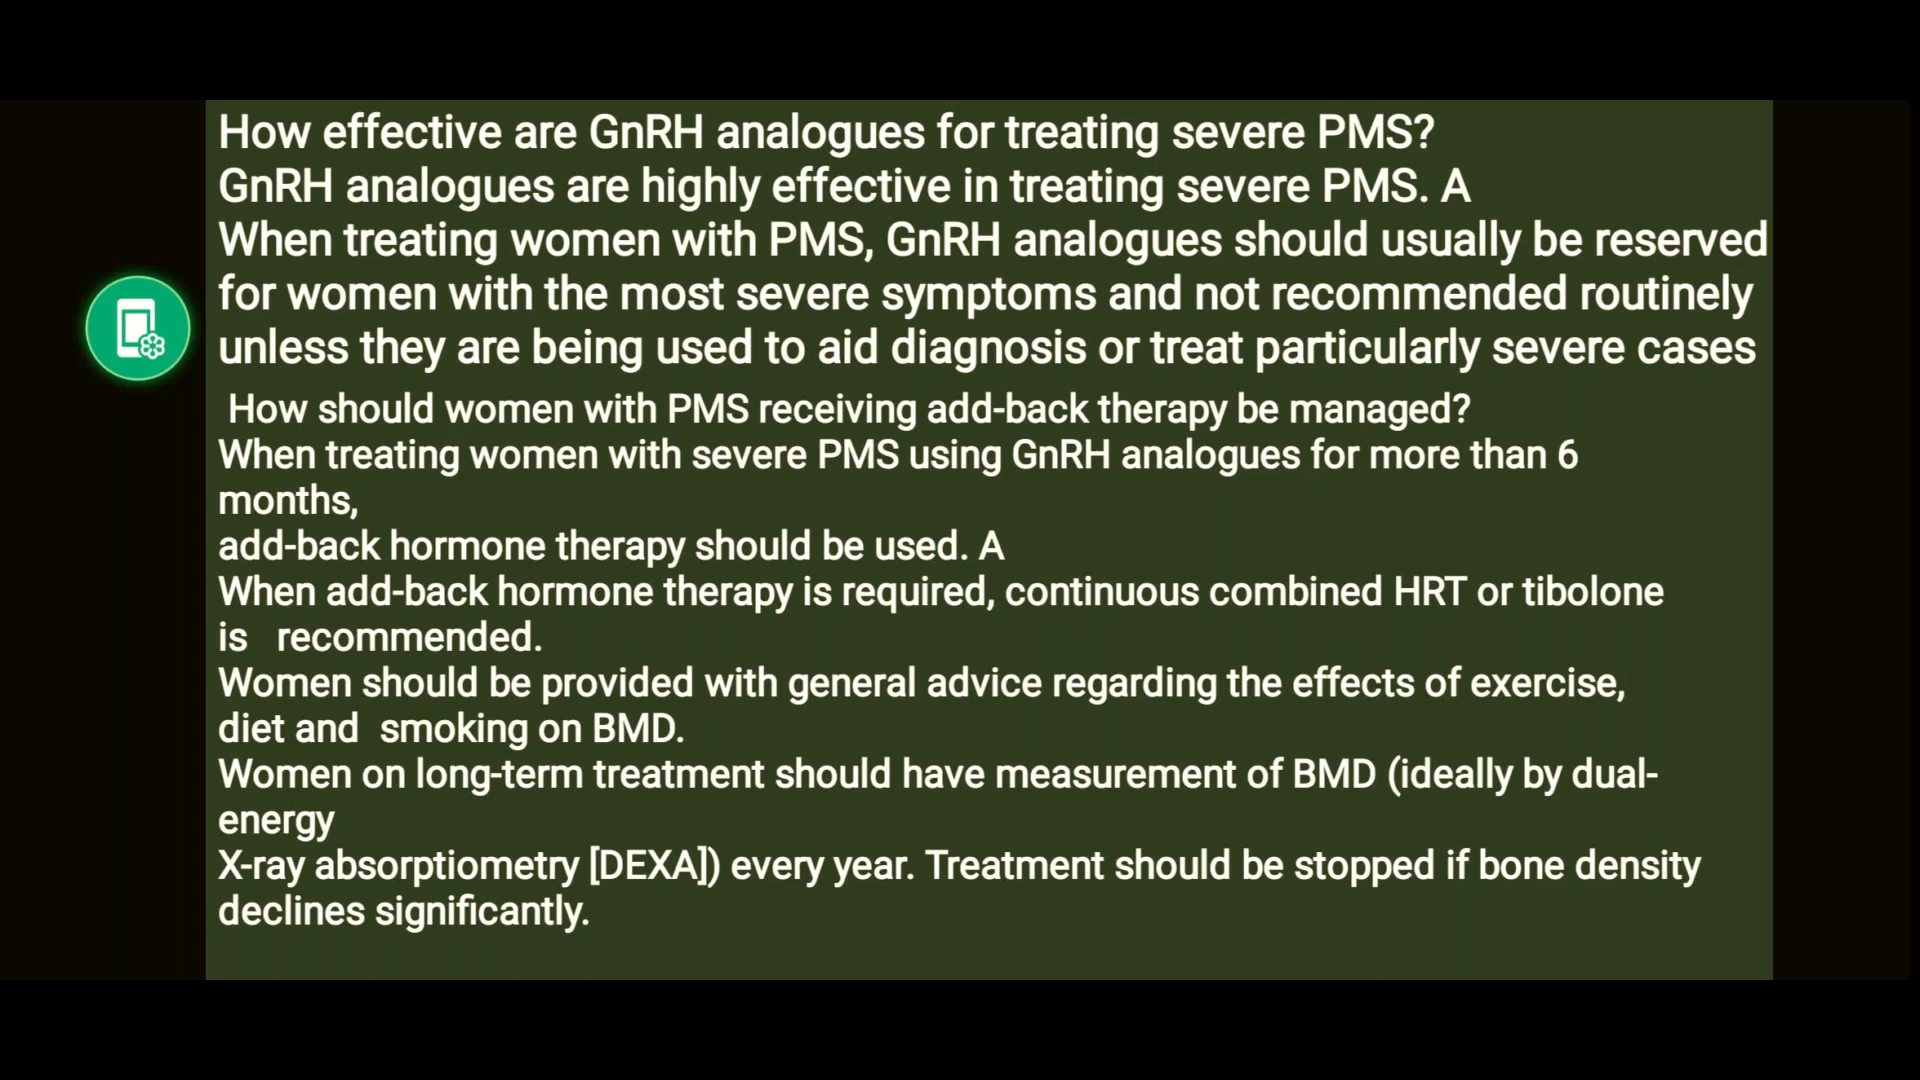 How effective are GnRH analogues for treating severe PMS?
GnRH analogues are highly effective in treating severe PMS. A
When treating women with PMS, GnRH analogues should usually be reserved
for women with the most severe symptoms and not recommended routinely
unless they are being used to aid diagnosis or treat particularly severe cases
How should women with PMS receiving add-back therapy be managed?
When treating women with severe PMS using GnRH analogues for more than 6
months,
add-back hormone therapy should be used. A
When add-back hormone therapy is required, continuous combined HRT or tibolone
is recommended.
Women should be provided with general advice regarding the effects of exercise,
diet and smoking on BMD.
Women on long-term treatment should have measurement of BMD (ideally by dual-
energy
X-ray absorptiometry [DEXA]) every year. Treatment should be stopped if bone density
declines significantly.